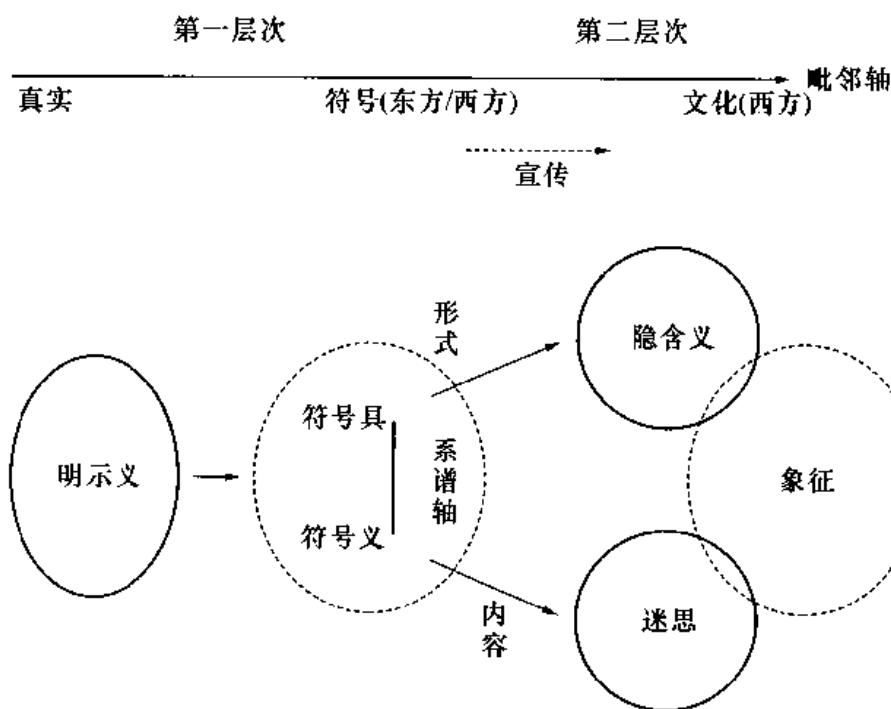 第一层次 第二层次
毗邻轴
真实 符号(东方/西方) 文化(西方)
宣传
形式
隐含义
符号具
明示义
系谱轴
象征
符号义
内容
迷思